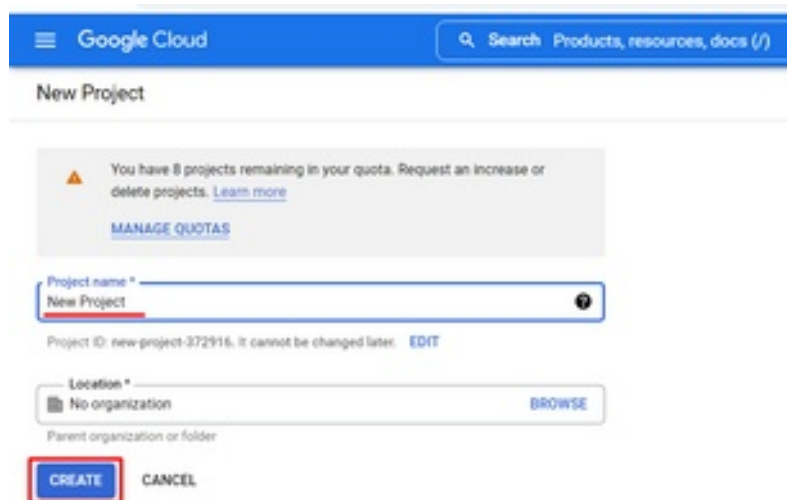 Google Cloud
Search Products, resources, docs (/)
New Project
You have 8 projects remaining in your quota. Request an increase or
delete projects. Learn more
MANAGE QUOTAS
Project name *
New Project
Project ID: new-project-372916. It cannot be changed later. EDIT
Location *
No organization BROWSE
Parent organization or folder
CREATE CANCEL